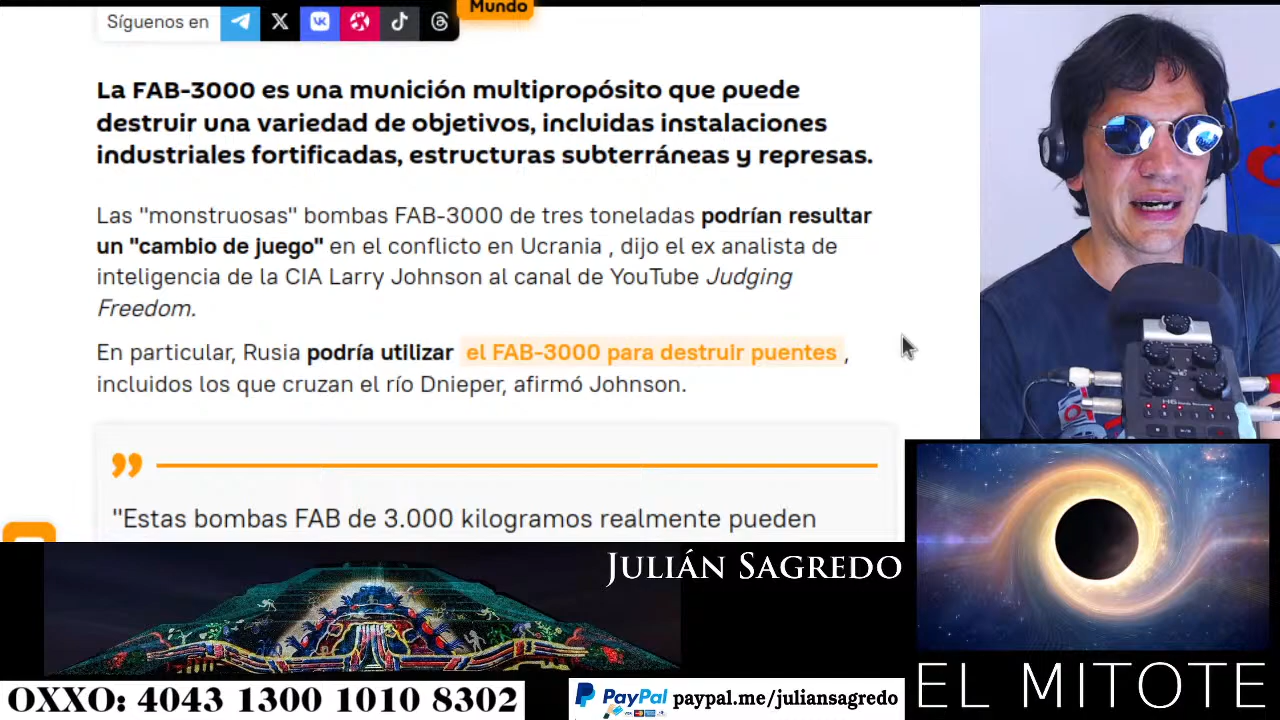 Síguenos en
Mundo
La FAB-3000 es una munición multipropósito que puede
destruir una variedad de objetivos, incluidas instalaciones
industriales fortificadas, estructuras subterráneas y represas.
Las "monstruosas" bombas FAB-3000 de tres toneladas podrían resultar
un "cambio de juego" en el conflicto en Ucrania , dijo el ex analista de
inteligencia de la CIA Larry Johnson al canal de YouTube Judging
Freedom.
En particular, Rusia podría utilizar el FAB-3000 para destruir puentes ,
incluidos los que cruzan el río Dnieper, afirmó Johnson.
"Estas bombas FAB de 3.000 kilogramos realmente pueden
JULIÁN SAGREDO
OXXO: 4043 1300 1010 8302
PayPal paypal.me/juliansagredo
EL MITOTE
H6